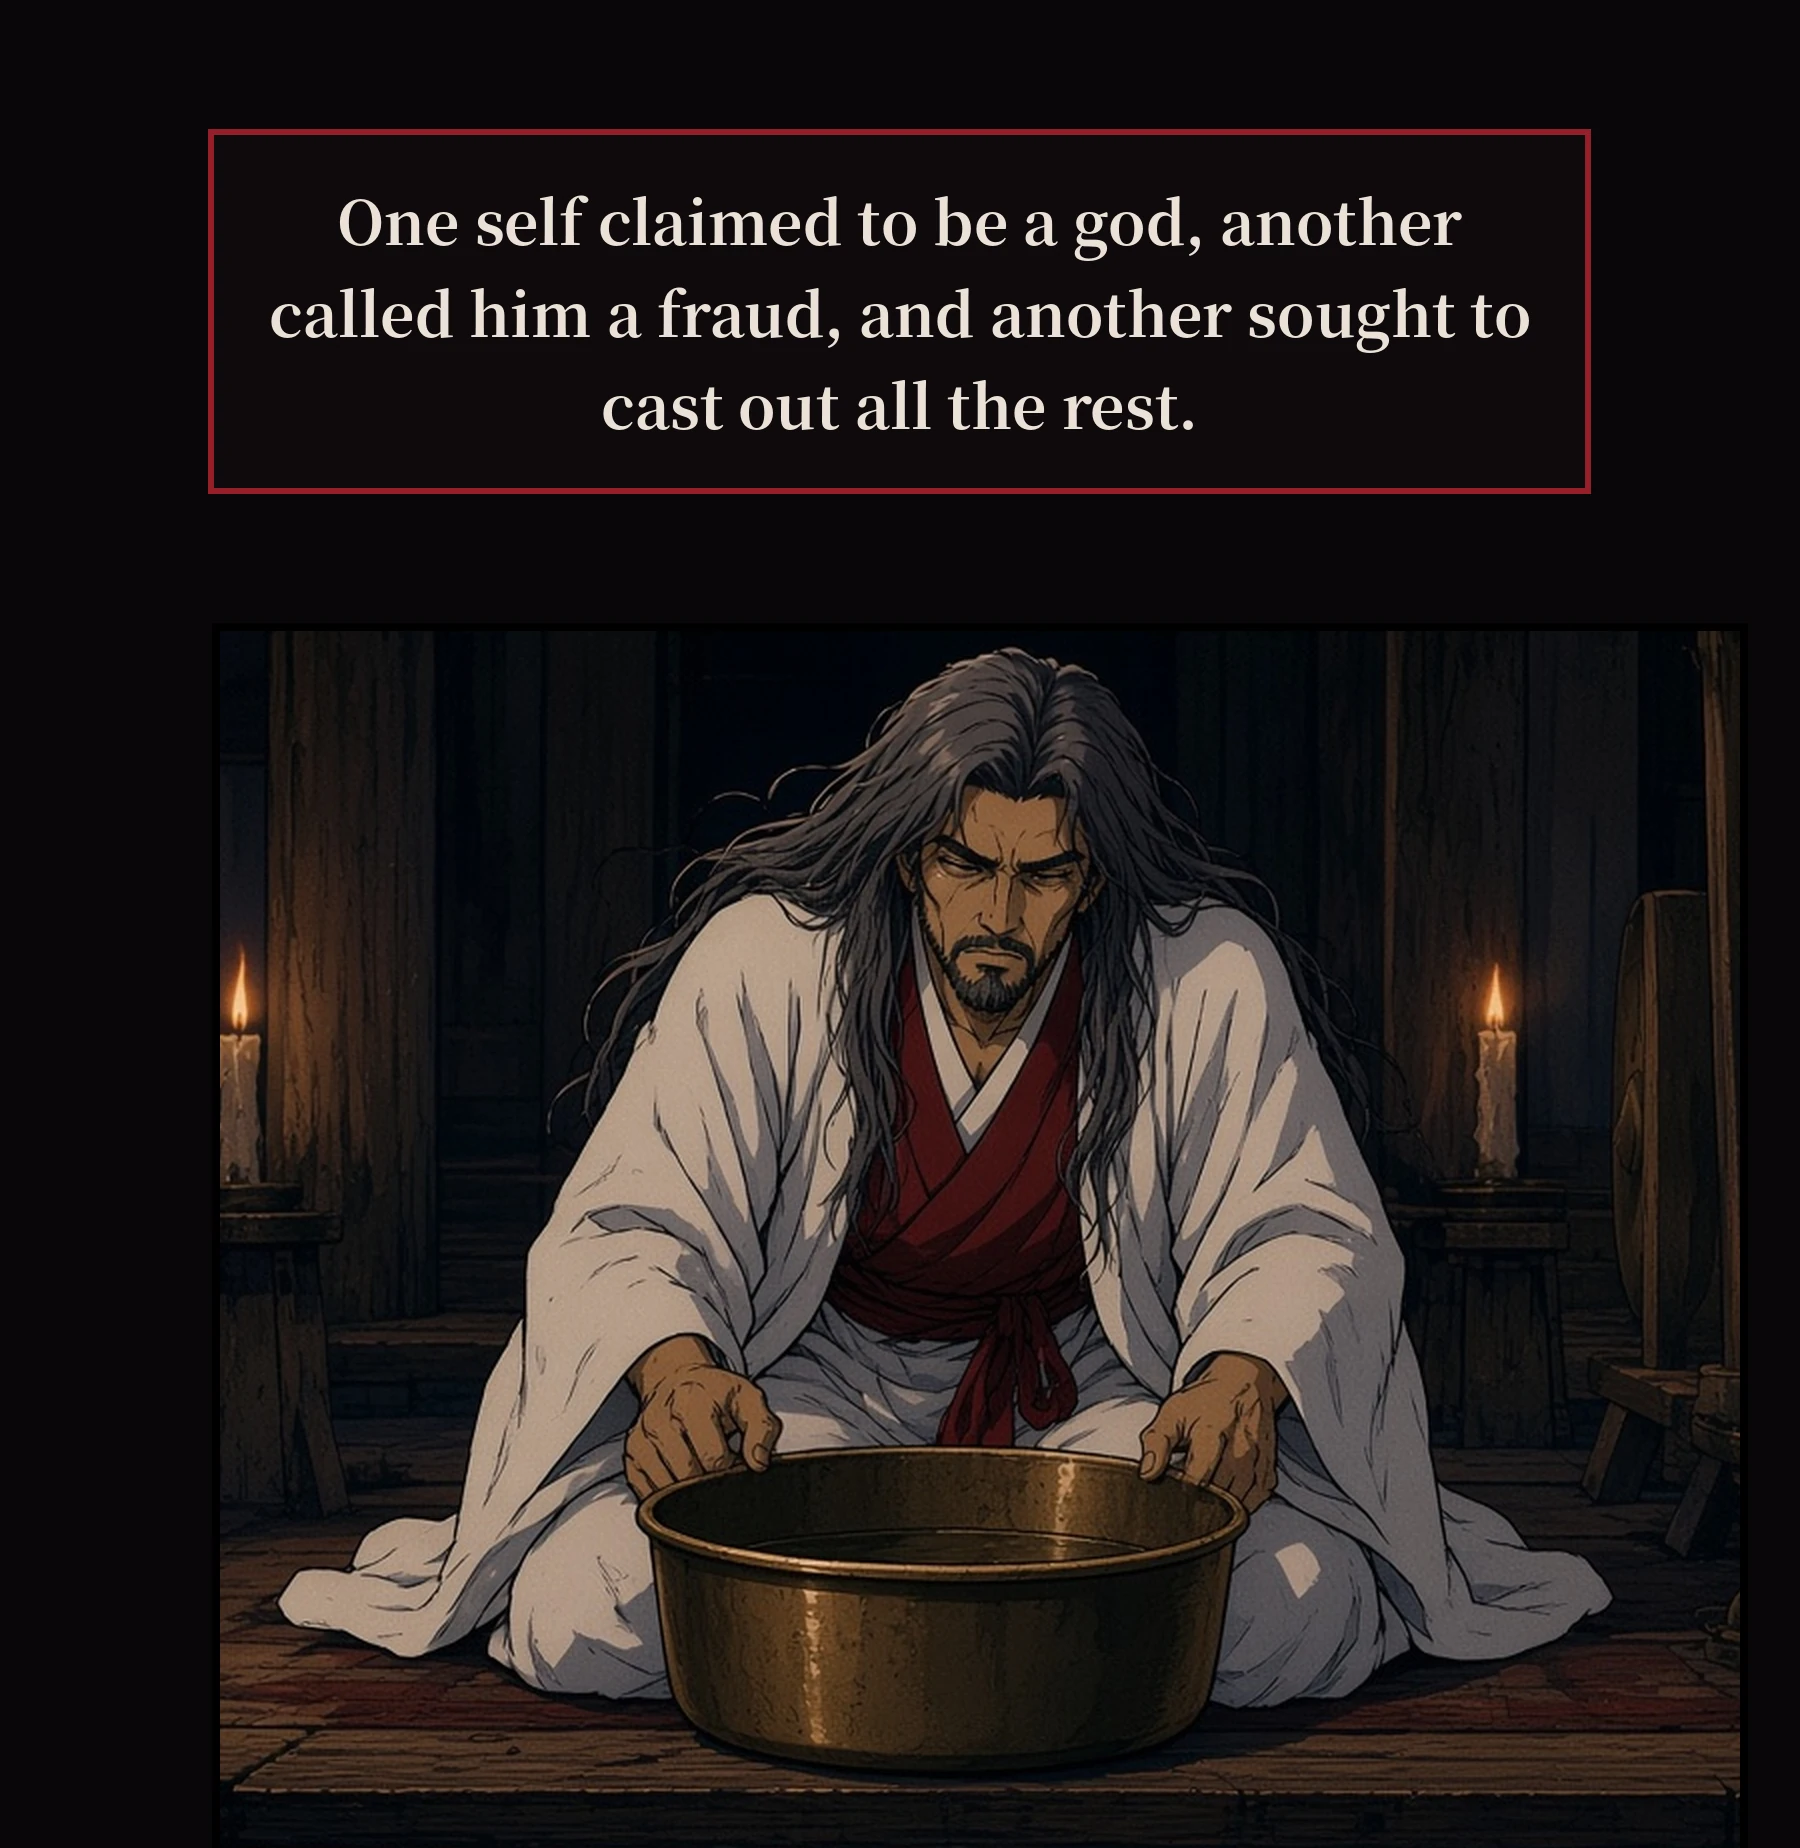 One self claimed to be a god, another
called him a fraud, and another sought to
cast out all the rest.